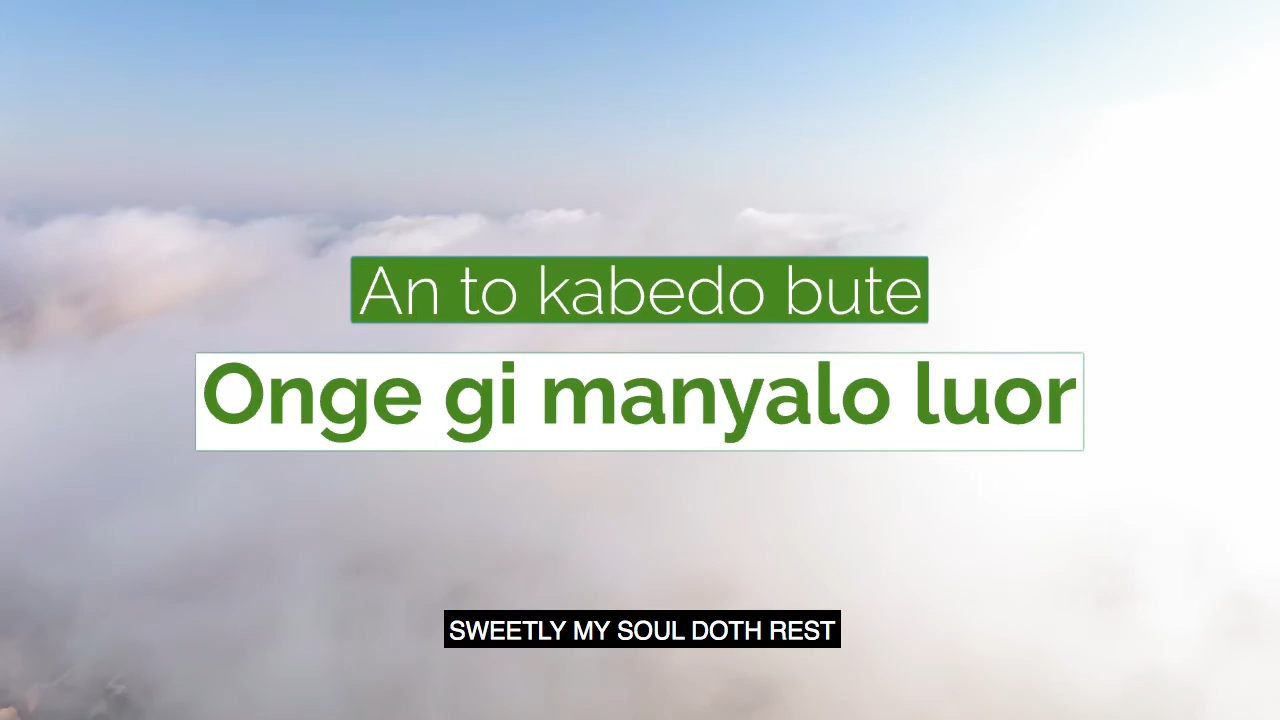 An to kabedo bute
Onge gi manyalo luor
SWEETLY MY SOUL DOTH REST